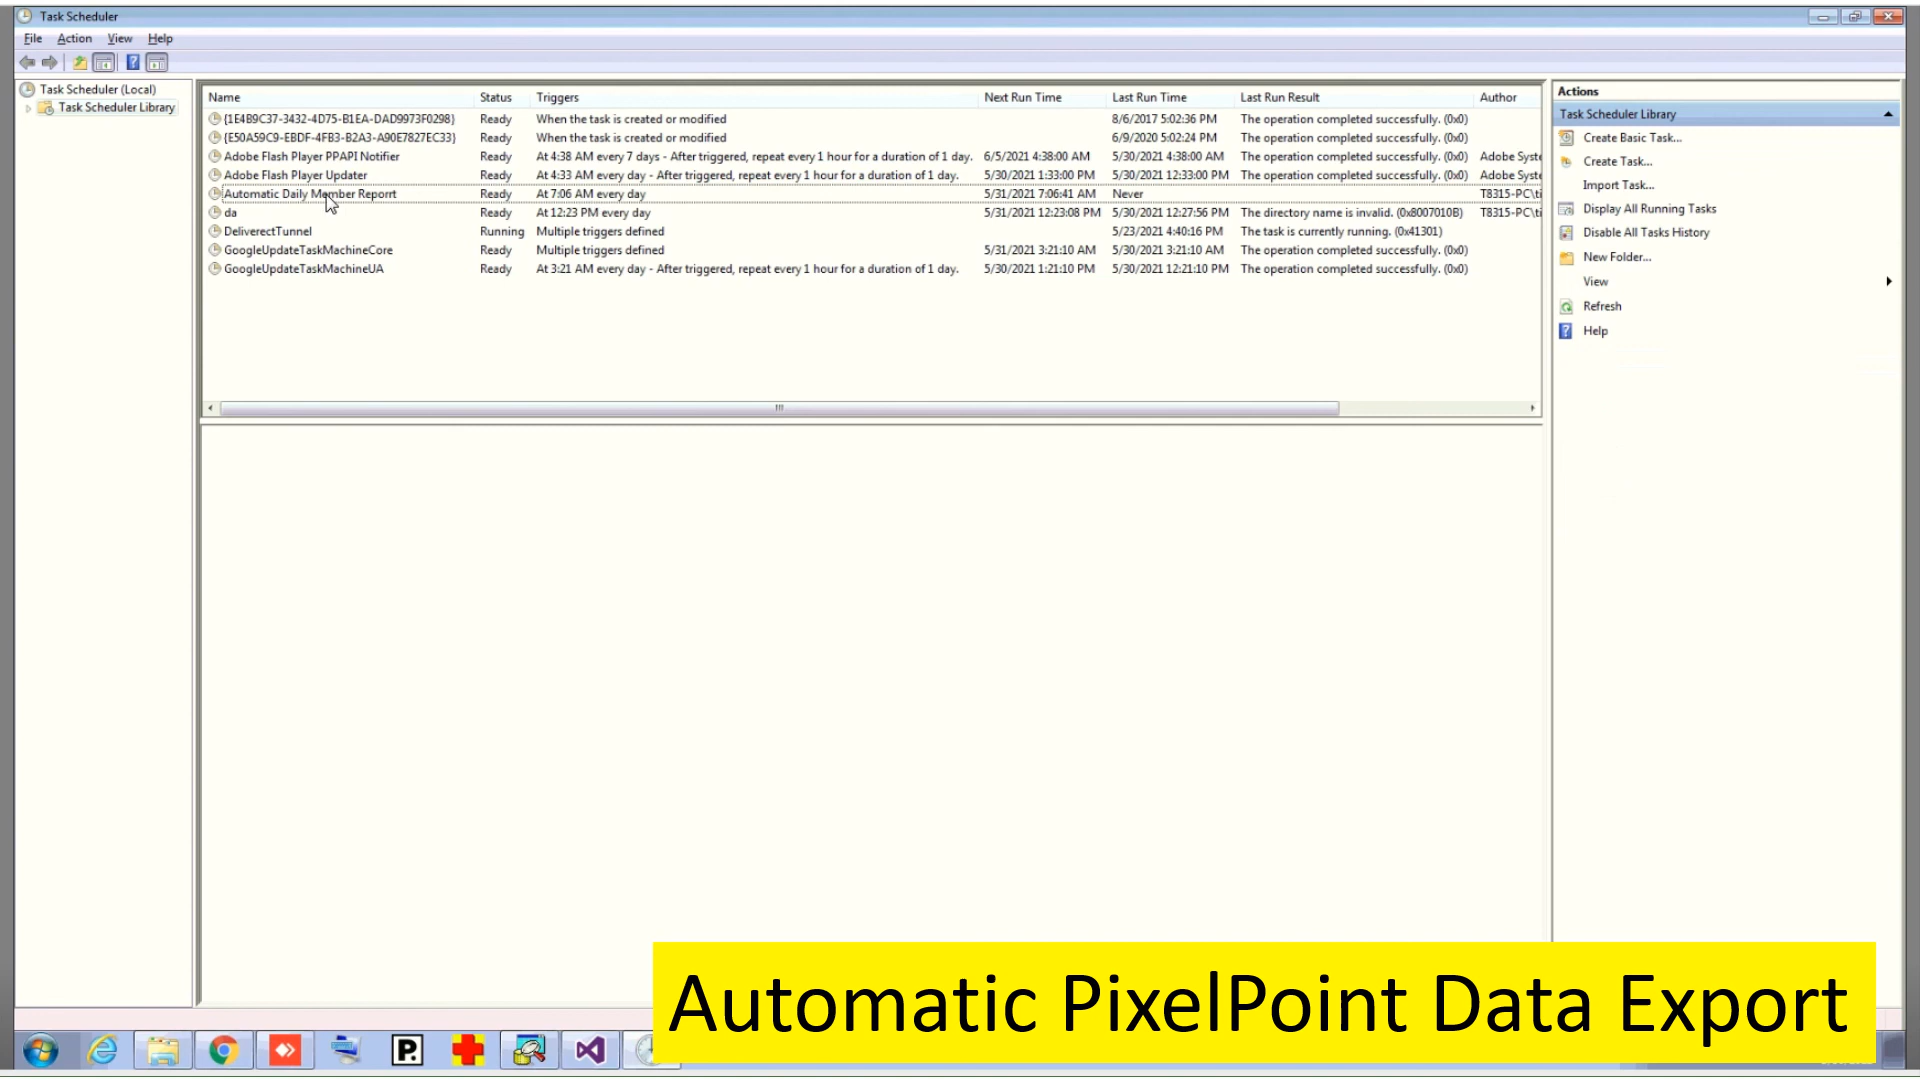 Task Scheduler
File Action View Help
Task Scheduler (Local)
Task Scheduler Library
Name Status Triggers Next Run Time Last Run Time Last Run Result Author
{1E4B9C37-3432-4D75-B1EA-DAD9973F0298} Ready When the task is created or modified 8/6/2017 5:02:36 PM The operation completed successfully. (0x0)
{E50A59C9-EBDF-4FB3-B2A3-A90E7827EC33} Ready When the task is created or modified 6/9/2020 5:02:24 PM The operation completed successfully. (0x0)
Adobe Flash Player PPAPI Notifier Ready At 4:38 AM every 7 days - After triggered, repeat every 1 hour for a duration of 1 day. 6/5/2021 4:38:00 AM 5/30/2021 4:38:00 AM The operation completed successfully. (0x0) Adobe Syste
Adobe Flash Player Updater Ready At 4:33 AM every day - After triggered, repeat every 1 hour for a duration of 1 day. 5/30/2021 1:33:00 PM 5/30/2021 12:33:00 PM The operation completed successfully. (0x0) Adobe Syste
Automatic Daily Member Reporrt Ready At 7:06 AM every day 5/31/2021 7:06:41 AM Never T8315-PC\ti
da Ready At 12:23 PM every day 5/31/2021 12:23:08 PM 5/30/2021 12:27:56 PM The directory name is invalid. (0x8007010B) T8315-PC\ti
DeliverectTunnel Running Multiple triggers defined 5/23/2021 4:40:16 PM The task is currently running. (0x41301)
GoogleUpdateTaskMachineCore Ready Multiple triggers defined 5/31/2021 3:21:10 AM 5/30/2021 3:21:10 AM The operation completed successfully. (0x0)
GoogleUpdateTaskMachineUA Ready At 3:21 AM every day - After triggered, repeat every 1 hour for a duration of 1 day. 5/30/2021 1:21:10 PM 5/30/2021 12:21:10 PM The operation completed successfully. (0x0)
Actions
Task Scheduler Library
Create Basic Task...
Create Task...
Import Task...
Display All Running Tasks
Disable All Tasks History
New Folder...
View
Refresh
Help
Automatic PixelPoint Data Export
P.